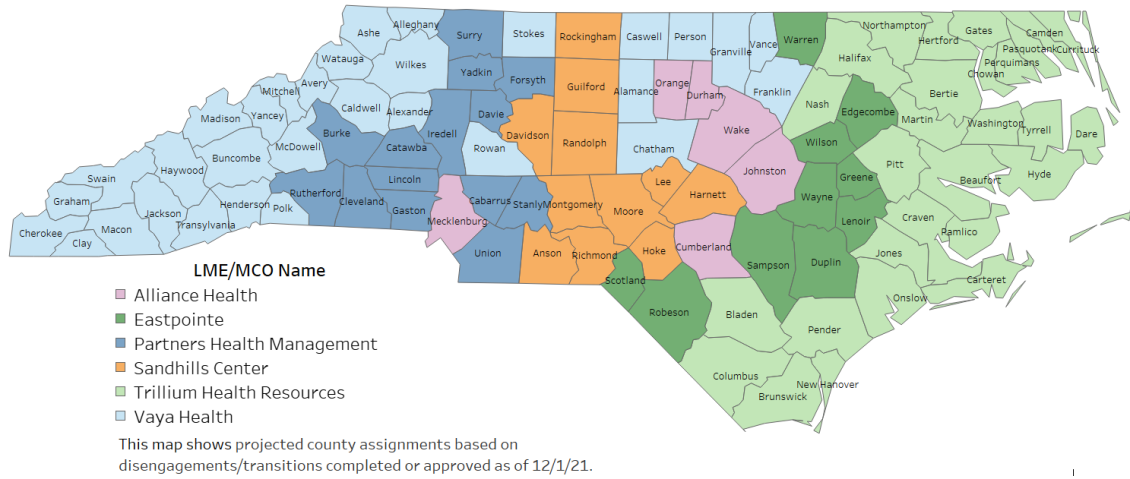 Ashe
Alleghany
Surry
Stokes
Rockingham
Caswell
Person
Granville
Vance
Warren
Northampton
Hertford
Gates
Camden
Pasquotank
Currituck
Perquimans
Chowan
Watauga
Wilkes
Yadkin
Forsyth
Guilford
Alamance
Orange
Durham
Franklin
Halifax
Bertie
Nash
Edgecombe
Martin
Washington
Tyrrell
Dare
Mitchell
Avery
Caldwell
Alexander
Iredell
Davie
Davidson
Randolph
Chatham
Wake
Wilson
Madison
Yancey
Burke
Catawba
Rowan
Johnston
Pitt
Beaufort
Hyde
Buncombe
McDowell
Haywood
Swain
Rutherford
Cleveland
Lincoln
Gaston
Cabarrus
Stanly
Montgomery
Moore
Lee
Harnett
Wayne
Greene
Lenoir
Craven
Pamlico
Graham
Jackson
Henderson
Polk
Transylvania
Mecklenburg
Cherokee
Clay
Macon
Union
Anson
Richmond
Hoke
Cumberland
Sampson
Duplin
Jones
Carteret
Onslow
Scotland
Robeson
Bladen
Pender
Columbus
Brunswick
New Hanover
LME/MCO Name
Alliance Health
Eastpointe
Partners Health Management
Sandhills Center
Trillium Health Resources
Vaya Health
This map shows projected county assignments based on
disengagements/transitions completed or approved as of 12/1/21.